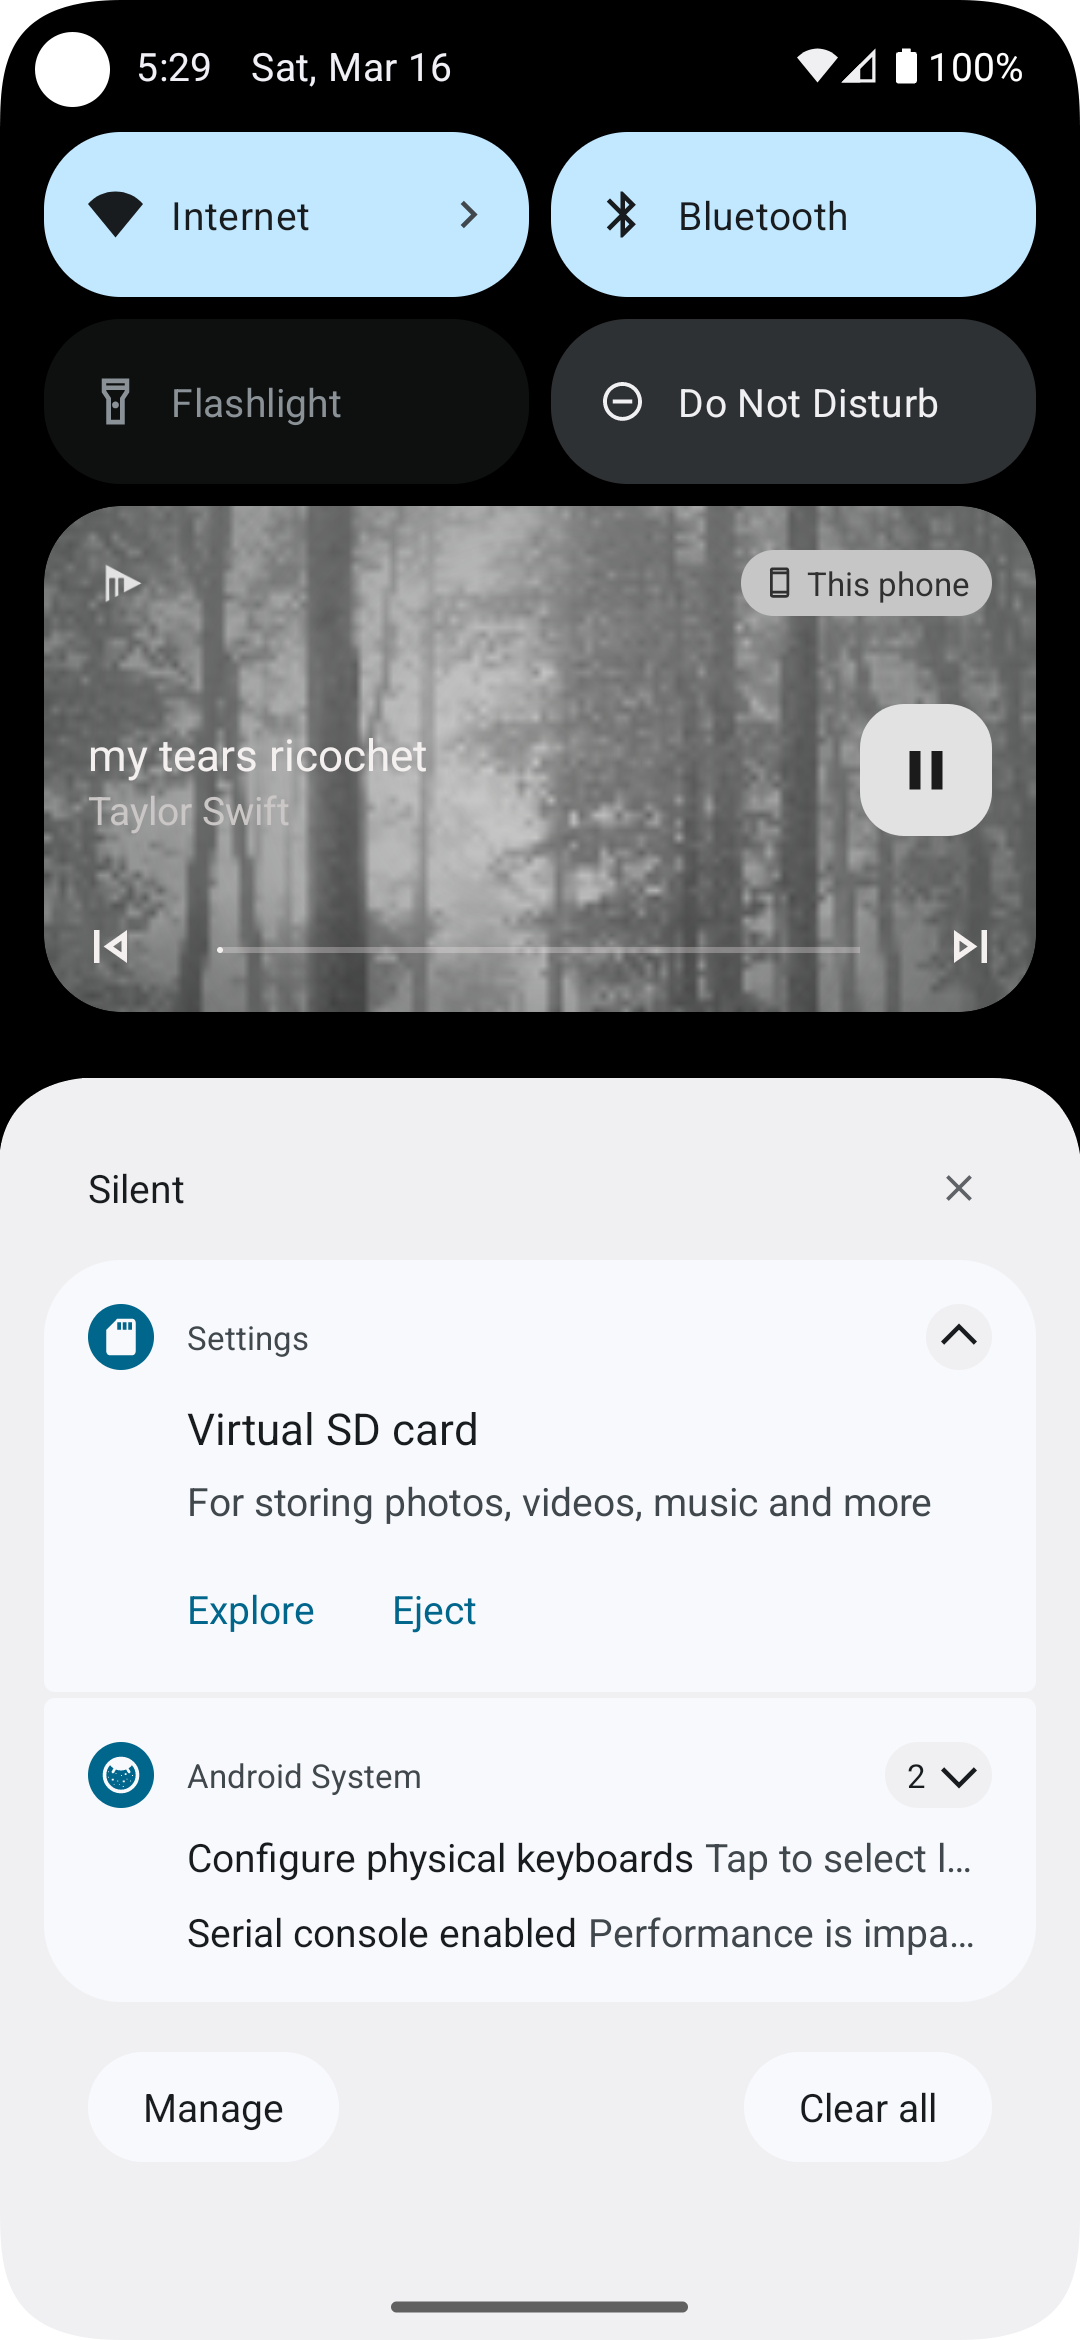 5:29 Sat, Mar 16 100%
Internet
Bluetooth
Flashlight
Do Not Disturb
This phone
my tears ricochet
Taylor Swift
Silent
Settings
Virtual SD card
For storing photos, videos, music and more
Explore Eject
Android System 2
Configure physical keyboards Tap to select l…
Serial console enabled Performance is impa…
Manage Clear all